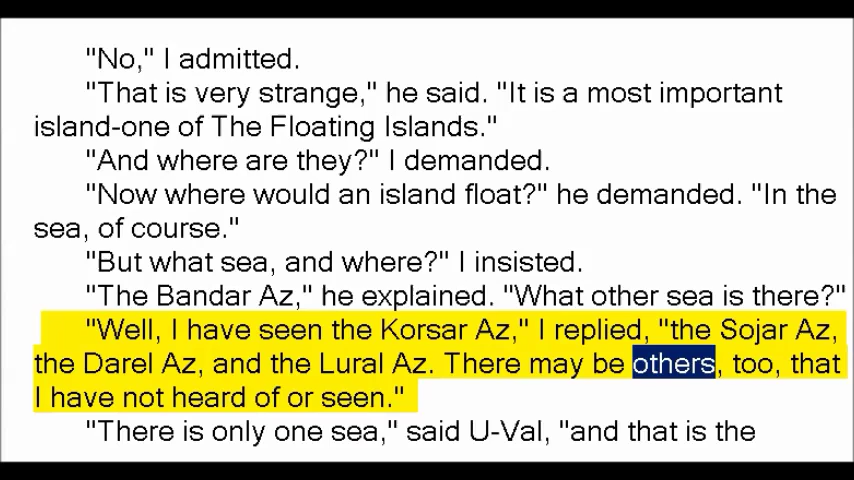 "No," I admitted.
"That is very strange," he said. "It is a most important
island-one of The Floating Islands."
"And where are they?" I demanded.
"Now where would an island float?" he demanded. "In the
sea, of course."
"But what sea, and where?" I insisted.
"The Bandar Az," he explained. "What other sea is there?"
"Well, I have seen the Korsar Az," I replied, "the Sojar Az,
the Darel Az, and the Lural Az. There may be others, too, that
I have not heard of or seen."
"There is only one sea," said U-Val, "and that is the